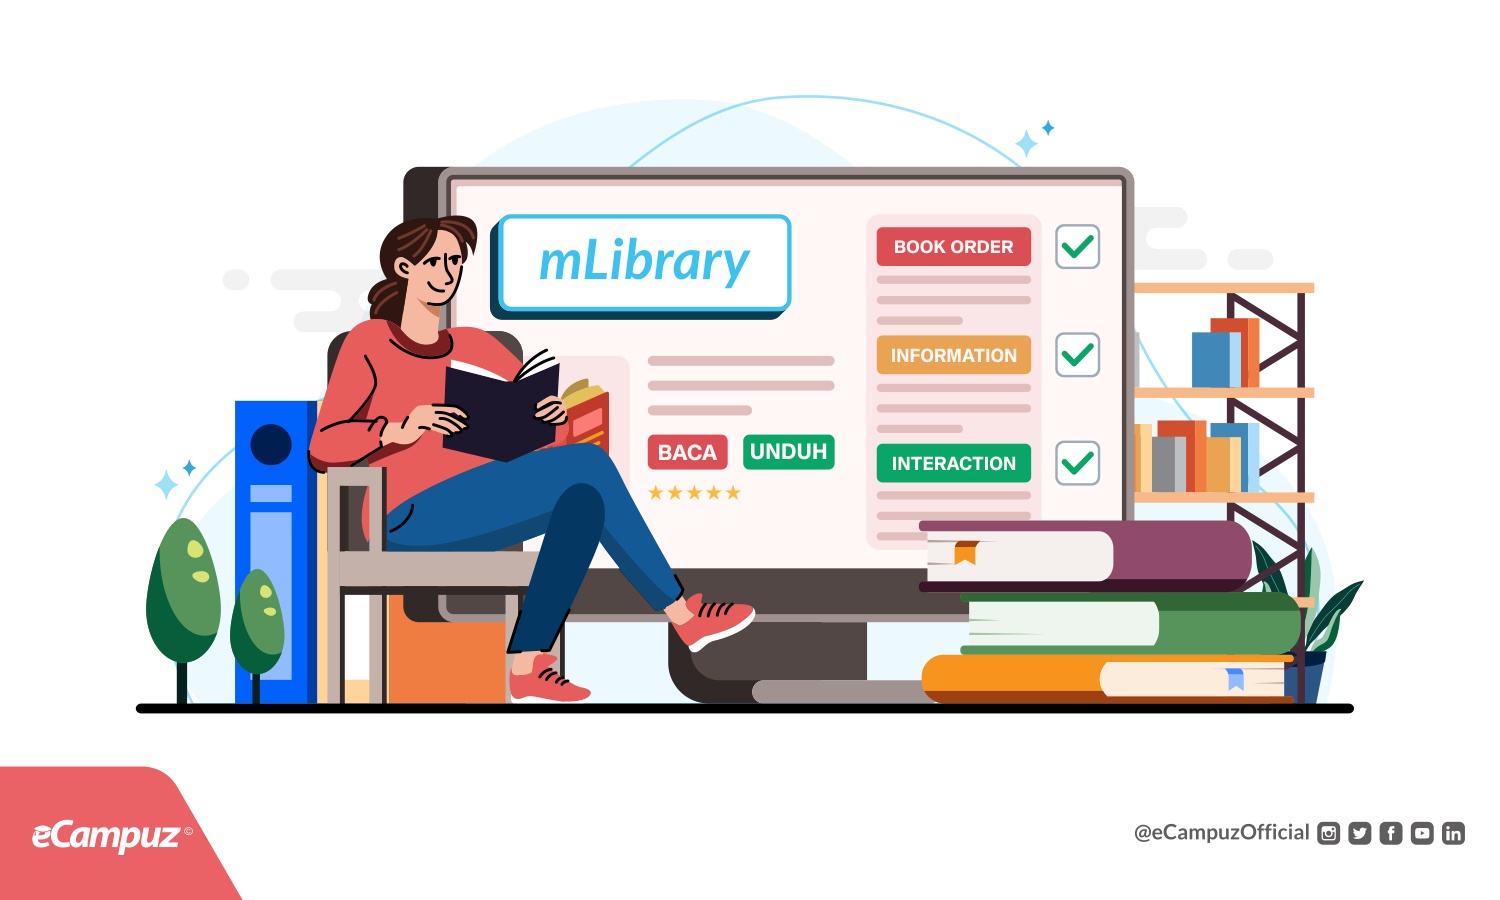 mLibrary
BOOK ORDER
INFORMATION
INTERACTION
BACA
UNDUH
eCampuz©
@eCampuzOfficial